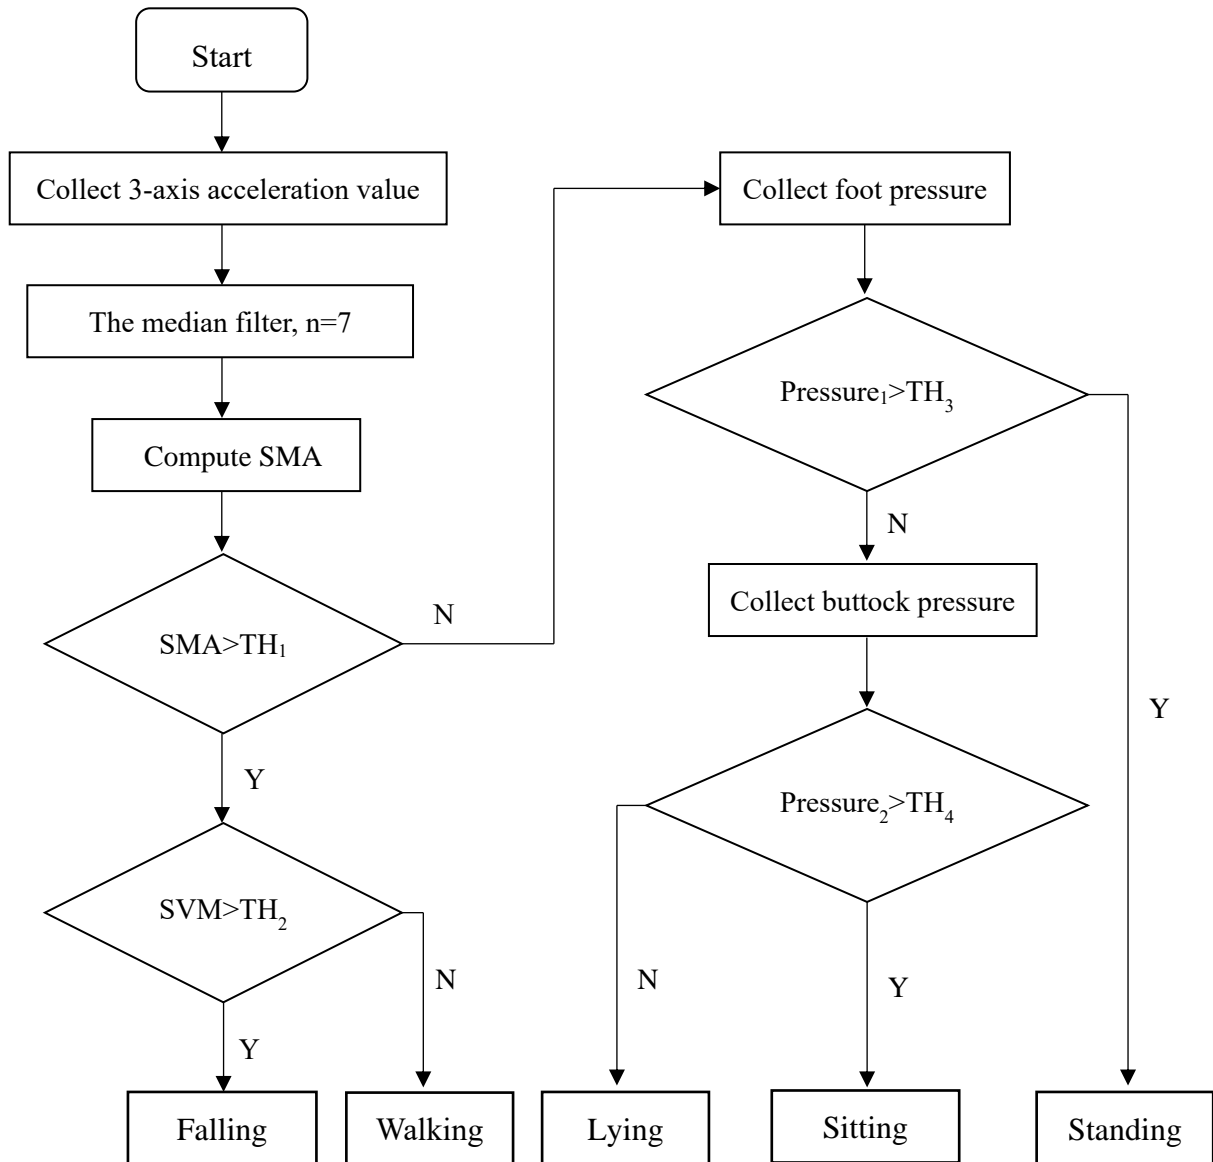 Start
Collect 3-axis acceleration value
The median filter, n=7
Compute SMA
SMA>TH₁
N
Y
SVM>TH₂
N
Y
Falling
Walking
Collect foot pressure
Pressure₁>TH₃
N
Y
Collect buttock pressure
Pressure₂>TH₄
N
Y
Lying
Sitting
Standing